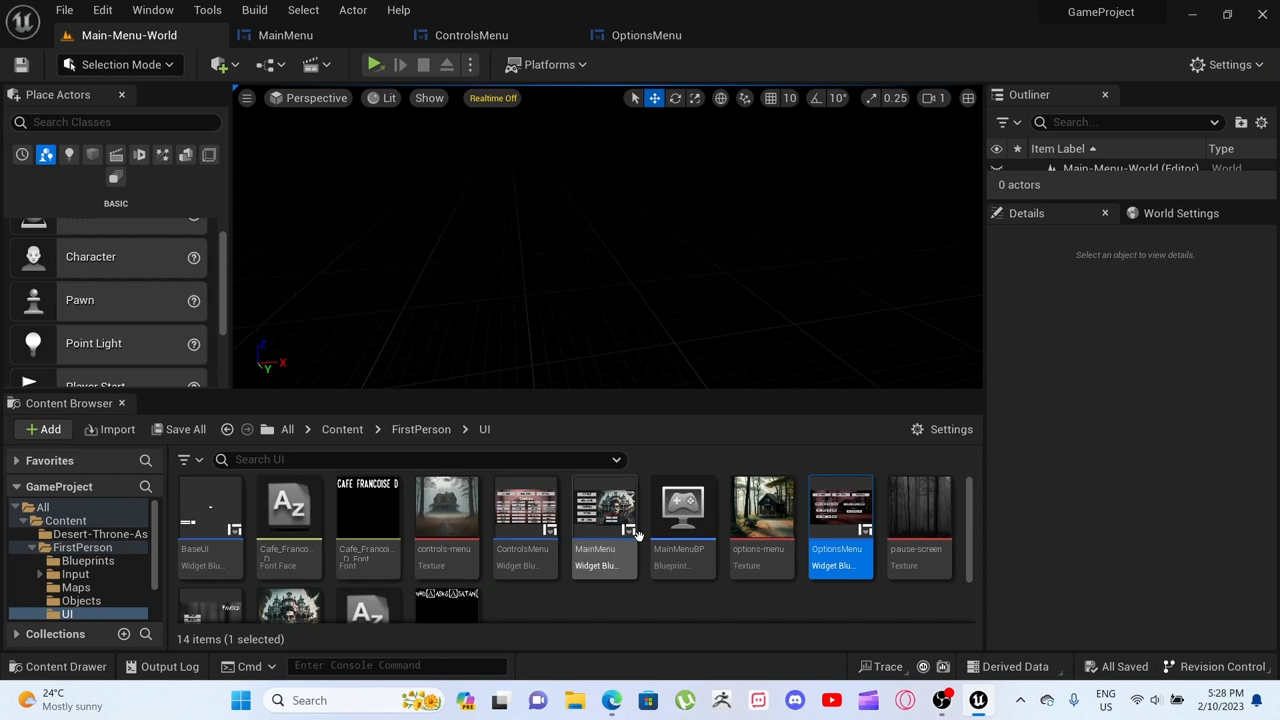 File Edit Window Tools Build Select Actor Help
GameProject
Main-Menu-World MainMenu ControlsMenu OptionsMenu
Selection Mode Platforms Settings
Place Actors
Search Classes
BASIC
Character
Pawn
Point Light
Player Start
Perspective Lit Show Realtime Off 10 10° 0.25 1
Z
X
Y
Outliner
Search...
Item Label Type
Main-Menu-World (Editor) World
0 actors
Details World Settings
Select an object to view details.
Content Browser
Add Import Save All All Content FirstPerson UI Settings
Favorites
Search UI
GameProject
All
Content
Desert-Throne-As
FirstPerson
Blueprints
Input
Maps
Objects
UI
Collections
CAFE FRANCOISE D
BaseUI
Widget Blu...
Cafe_Franco...
D
Font Face
Cafe_Francoi...
D_Font
Font
controls-menu
Texture
ControlsMenu
Widget Blu...
MainMenu
Widget Blu...
MainMenuBP
Blueprint...
options-menu
Texture
OptionsMenu
Widget Blu...
pause-screen
Texture
14 items (1 selected)
Content Drawer Output Log Cmd Enter Console Command Trace Derived Data All Saved Revision Control
24°C
Mostly sunny
Search
ENG
US
5:28 PM
2/10/2023